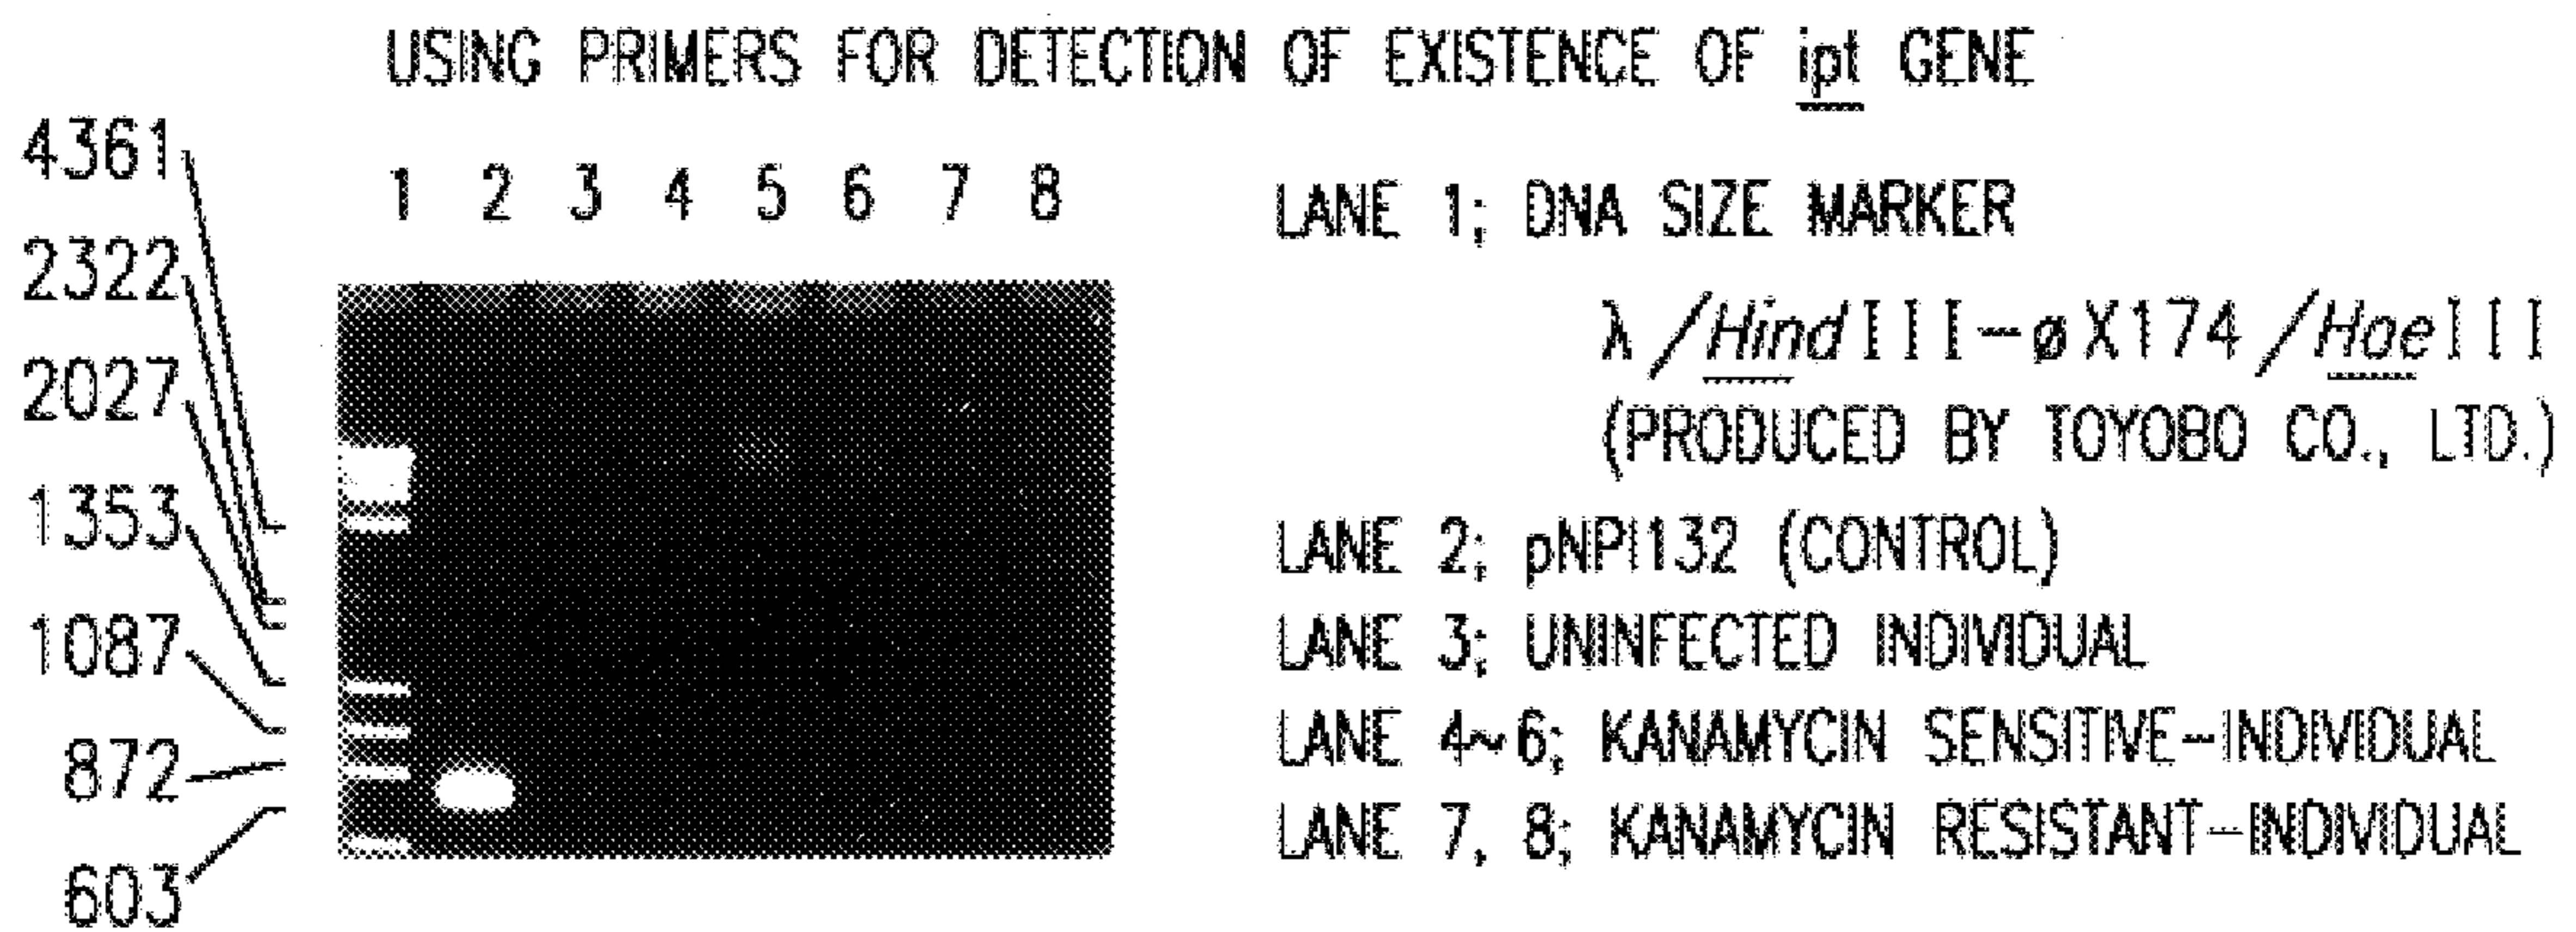 USING PRIMERS FOR DETECTION OF EXISTENCE OF ipt GENE
4361
2322
2027
1353
1087
872
603
1 2 3 4 5 6 7 8
LANE 1; DNA SIZE MARKER
λ/HindIII-øX174/HaeIII
(PRODUCED BY TOYOBO CO., LTD.)
LANE 2; pNPI132 (CONTROL)
LANE 3; UNINFECTED INDIVIDUAL
LANE 4~6; KANAMYCIN SENSITIVE-INDIVIDUAL
LANE 7, 8; KANAMYCIN RESISTANT-INDIVIDUAL